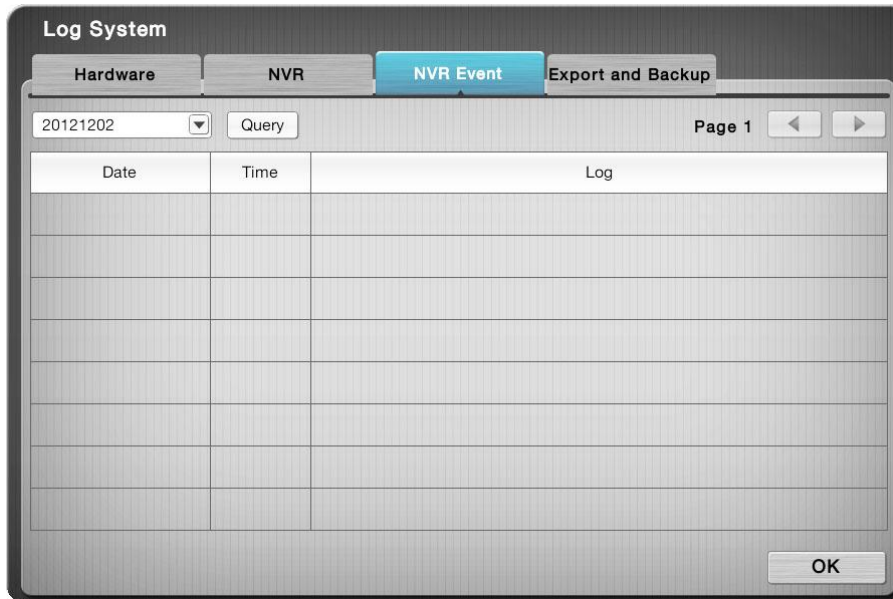 Log System
Hardware NVR NVR Event Export and Backup
20121202 Query Page 1
Date Time Log
OK